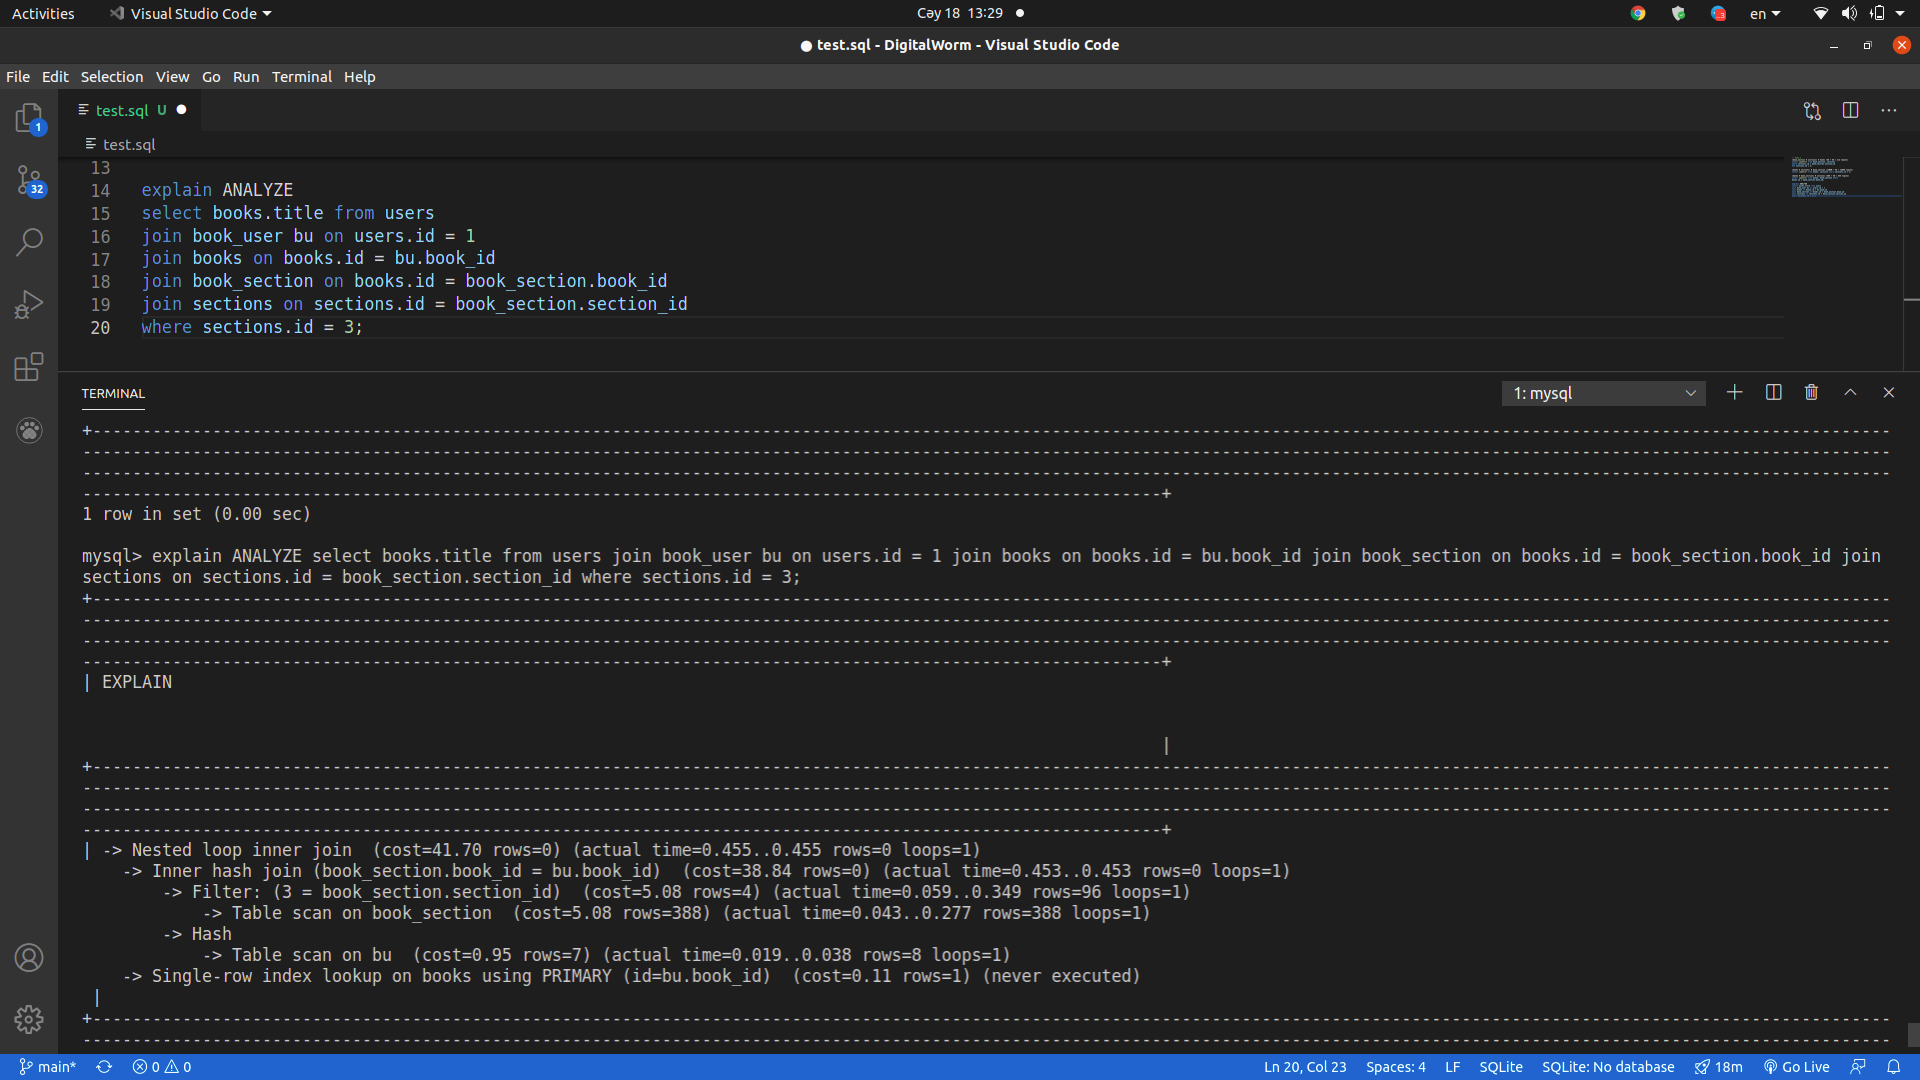 Activities
Visual Studio Code
Cəy 18 13:29
en
● test.sql - DigitalWorm - Visual Studio Code
File Edit Selection View Go Run Terminal Help
test.sql U
test.sql
1
32
13
14 explain ANALYZE
15 select books.title from users
16 join book_user bu on users.id = 1
17 join books on books.id = bu.book_id
18 join book_section on books.id = book_section.book_id
19 join sections on sections.id = book_section.section_id
20 where sections.id = 3;
TERMINAL
1: mysql
1 row in set (0.00 sec)
mysql> explain ANALYZE select books.title from users join book_user bu on users.id = 1 join books on books.id = bu.book_id join book_section on books.id = book_section.book_id join
sections on sections.id = book_section.section_id where sections.id = 3;
| EXPLAIN
|
| -> Nested loop inner join (cost=41.70 rows=0) (actual time=0.455..0.455 rows=0 loops=1)
-> Inner hash join (book_section.book_id = bu.book_id) (cost=38.84 rows=0) (actual time=0.453..0.453 rows=0 loops=1)
-> Filter: (3 = book_section.section_id) (cost=5.08 rows=4) (actual time=0.059..0.349 rows=96 loops=1)
-> Table scan on book_section (cost=5.08 rows=388) (actual time=0.043..0.277 rows=388 loops=1)
-> Hash
-> Table scan on bu (cost=0.95 rows=7) (actual time=0.019..0.038 rows=8 loops=1)
-> Single-row index lookup on books using PRIMARY (id=bu.book_id) (cost=0.11 rows=1) (never executed)
|
main* 0 0 Ln 20, Col 23 Spaces: 4 LF SQLite SQLite: No database 18m Go Live